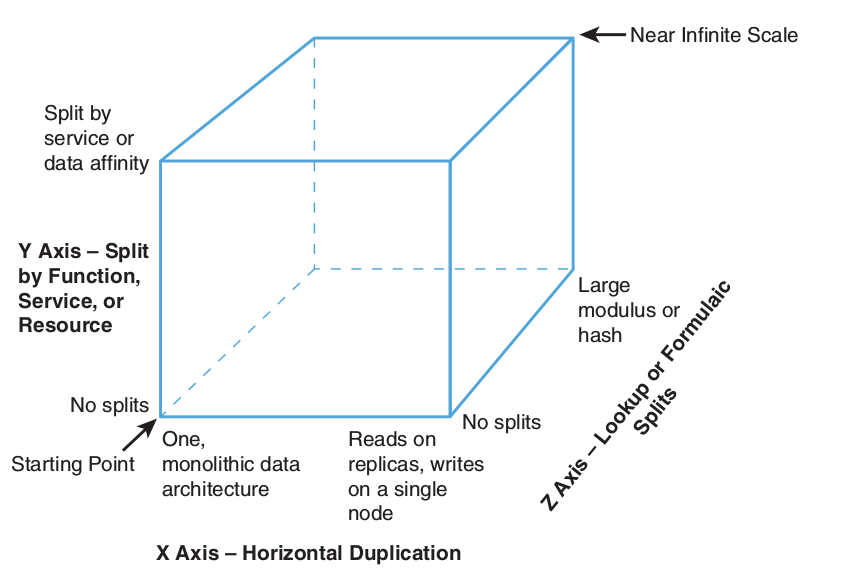 Near Infinite Scale
Split by
service or
data affinity
Y Axis – Split
by Function,
Service, or
Resource
Large
modulus or
hash
Z Axis – Lookup or Formulaic
Splits
No splits
No splits
Starting Point
One,
monolithic data
architecture
Reads on
replicas, writes
on a single
node
X Axis – Horizontal Duplication